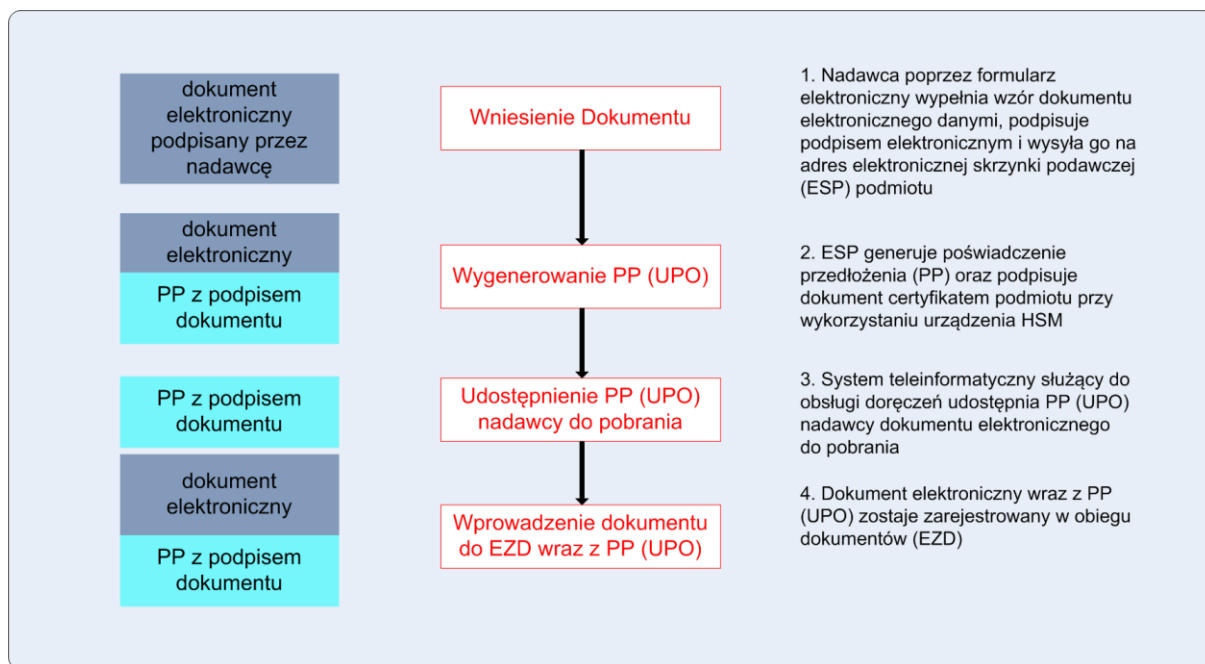 dokument
elektroniczny
podpisany przez
nadawcę
Wniesienie Dokumentu
1. Nadawca poprzez formularz
elektroniczny wypełnia wzór dokumentu
elektronicznego danymi, podpisuje
podpisem elektronicznym i wysyła go na
adres elektronicznej skrzynki podawczej
(ESP) podmiotu
dokument
elektroniczny
PP z podpisem
dokumentu
Wygenerowanie PP (UPO)
2. ESP generuje poświadczenie
przedłożenia (PP) oraz podpisuje
dokument certyfikatem podmiotu przy
wykorzystaniu urządzenia HSM
PP z podpisem
dokumentu
Udostępnienie PP (UPO)
nadawcy do pobrania
3. System teleinformatyczny służący do
obsługi doręczeń udostępnia PP (UPO)
nadawcy dokumentu elektronicznego
do pobrania
dokument
elektroniczny
PP z podpisem
dokumentu
Wprowadzenie dokumentu
do EZD wraz z PP (UPO)
4. Dokument elektroniczny wraz z PP
(UPO) zostaje zarejestrowany w obiegu
dokumentów (EZD)